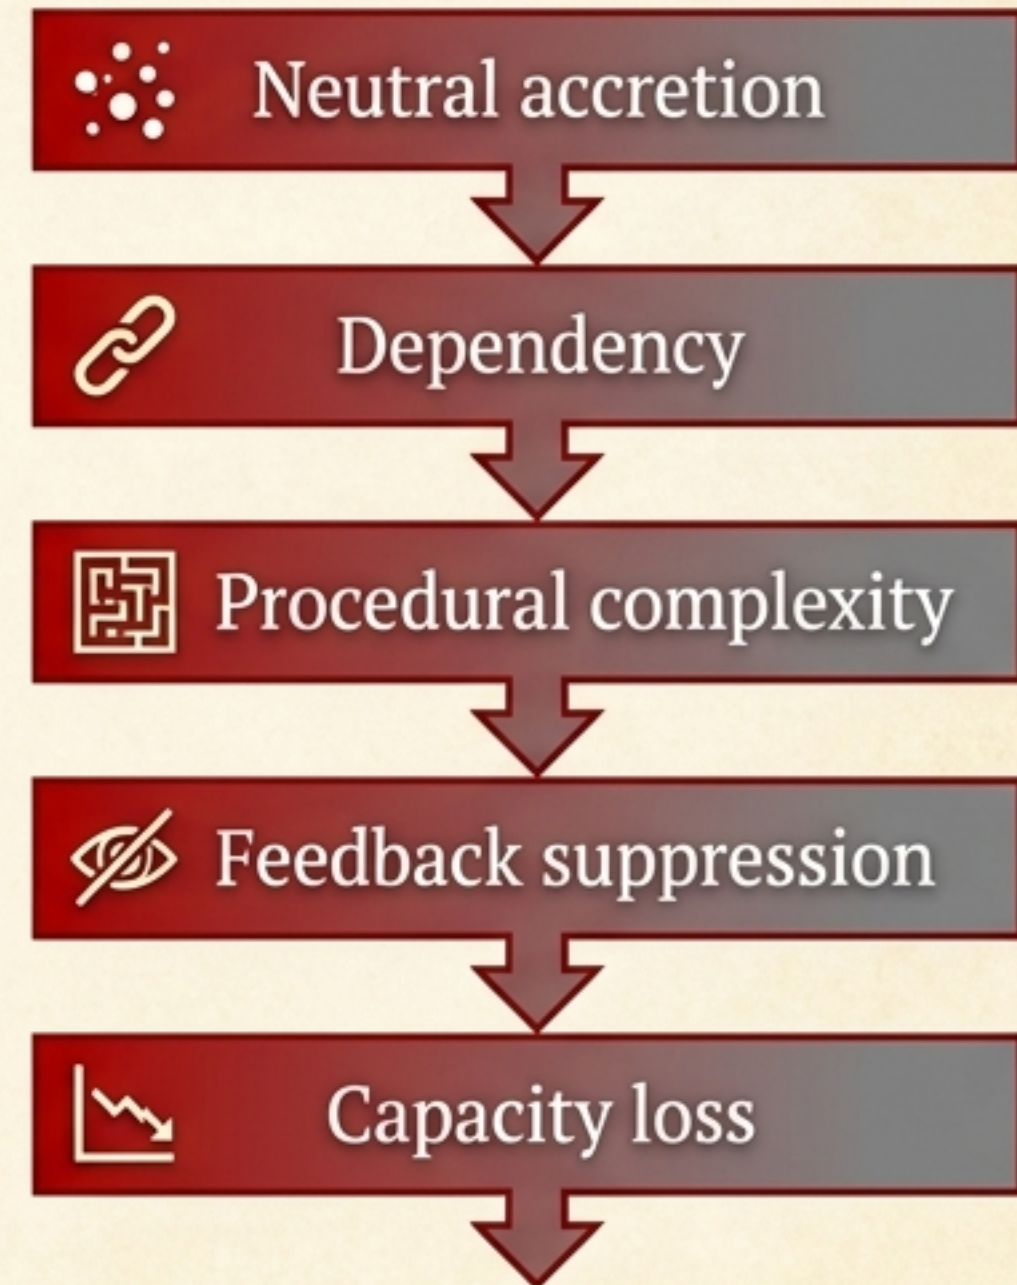 Neutral accretion
Dependency
Procedural complexity
Feedback suppression
Capacity loss